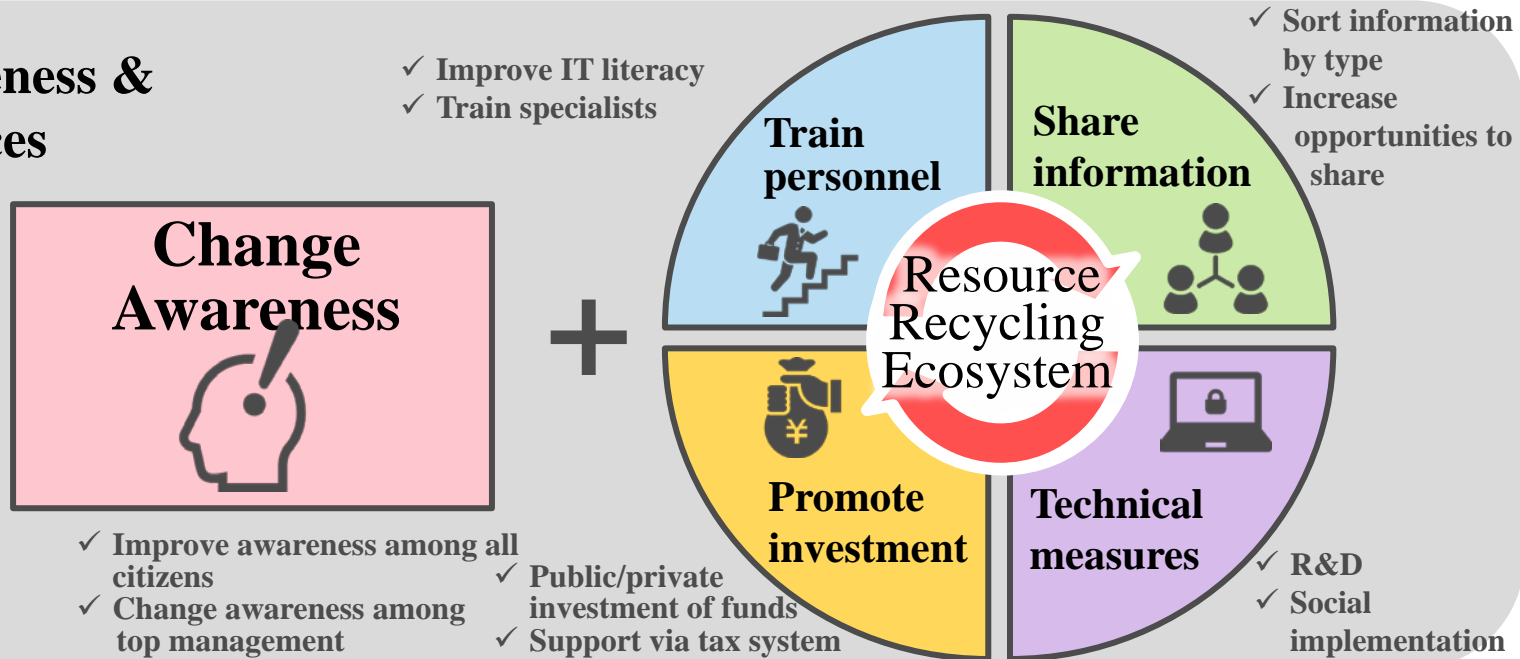 eness &
ces
Change
Awareness
✓ Improve awareness among all
citizens
✓ Change awareness among
top management
+
✓ Improve IT literacy
✓ Train specialists
Train
personnel
Share
information
✓ Sort information
by type
✓ Increase
opportunities to
share
Resource
Recycling
Ecosystem
¥
Promote
investment
✓ Public/private
investment of funds
✓ Support via tax system
Technical
measures
✓ R&D
✓ Social
implementation